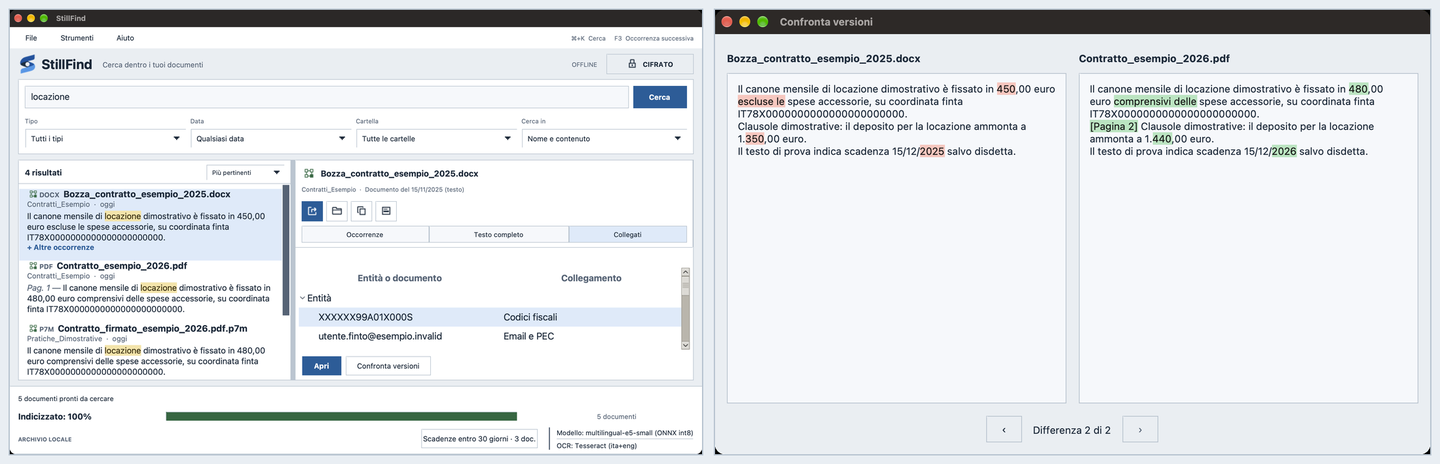 StillFind
File Strumenti Aiuto ⌘+K Cerca F3 Occorrenza successiva
StillFind Cerca dentro i tuoi documenti OFFLINE CIFRATO
locazione Cerca
Tipo Data Cartella Cerca in
Tutti i tipi Qualsiasi data Tutte le cartelle Nome e contenuto
4 risultati Più pertinenti
DOCX Bozza_contratto_esempio_2025.docx
Contratti_Esempio · oggi
Il canone mensile di locazione dimostrativo è fissato in 450,00
euro escluse le spese accessorie, su coordinata finta
IT78X0000000000000000000000.
+ Altre occorrenze
PDF Contratto_esempio_2026.pdf
Contratti_Esempio · oggi
Pag. 1 — Il canone mensile di locazione dimostrativo è fissato in
480,00 euro comprensivi delle spese accessorie, su coordinata
finta IT78X0000000000000000000000.
P7M Contratto_firmato_esempio_2026.pdf.p7m
Pratiche_Dimostrative · oggi
Il canone mensile di locazione dimostrativo è fissato in 480,00
euro comprensivi delle spese accessorie, su coordinata finta
IT78X0000000000000000000000.
Bozza_contratto_esempio_2025.docx
Contratti_Esempio · Documento del 15/11/2025 (testo)
Occorrenze Testo completo Collegati
Entità o documento Collegamento
Entità
XXXXXX99A01X000S Codici fiscali
utente.finto@esempio.invalid Email e PEC
Apri Confronta versioni
5 documenti pronti da cercare
Indicizzato: 100% 5 documenti
ARCHIVIO LOCALE Scadenze entro 30 giorni · 3 doc. Modello: multilingual-e5-small (ONNX int8)
OCR: Tesseract (ita+eng)
Confronta versioni
Bozza_contratto_esempio_2025.docx
Il canone mensile di locazione dimostrativo è fissato in 450,00 euro
escluse le spese accessorie, su coordinata finta
IT78X0000000000000000000000.
Clausole dimostrative: il deposito per la locazione ammonta a
1.350,00 euro.
Il testo di prova indica scadenza 15/12/2025 salvo disdetta.
Contratto_esempio_2026.pdf
Il canone mensile di locazione dimostrativo è fissato in 480,00
euro comprensivi delle spese accessorie, su coordinata finta
IT78X0000000000000000000000.
[Pagina 2] Clausole dimostrative: il deposito per la locazione
ammonta a 1.440,00 euro.
Il testo di prova indica scadenza 15/12/2026 salvo disdetta.
‹ Differenza 2 di 2 ›